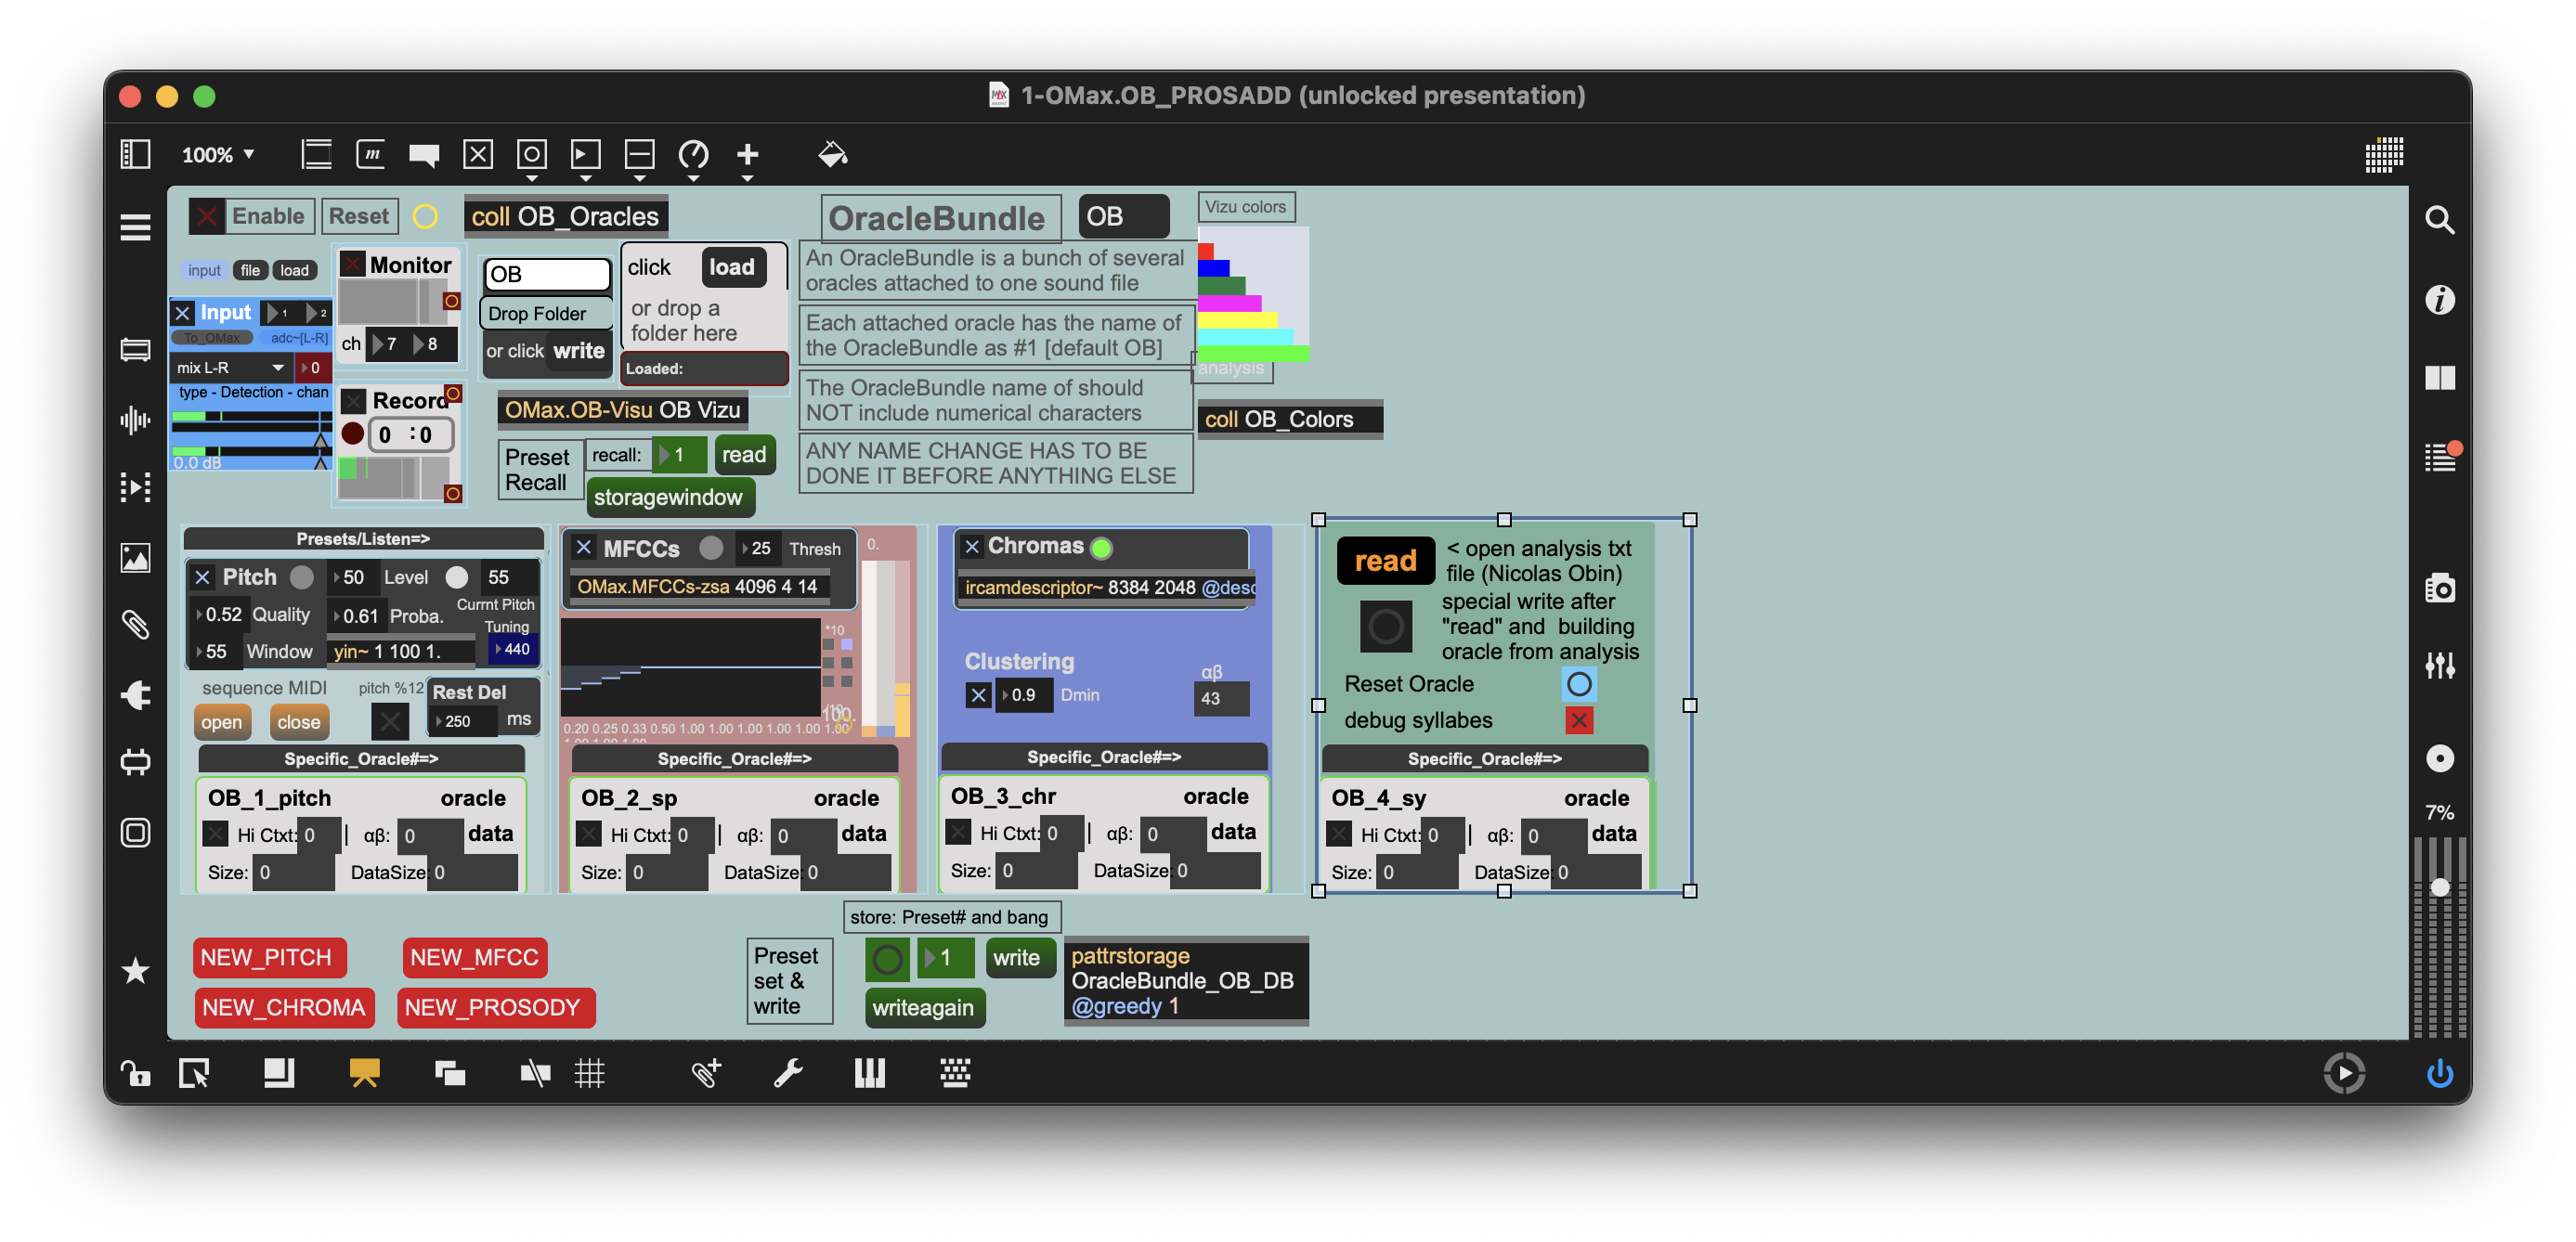 1-OMax.OB_PROSADD (unlocked presentation)
100%
Enable
Reset
coll OB_Oracles
OracleBundle
OB
Vizu colors
input
file
load
Monitor
ch
7
8
OB
Drop Folder
or click write
click
load
or drop a
folder here
Loaded:
An OracleBundle is a bunch of several
oracles attached to one sound file
Each attached oracle has the name of
the OracleBundle as #1 [default OB]
The OracleBundle name of should
NOT include numerical characters
ANY NAME CHANGE HAS TO BE
DONE IT BEFORE ANYTHING ELSE
analysis
coll OB_Colors
Input
1
2
To_OMax
adc~[L-R]
mix L-R
0
type - Detection - chan
0.0 dB
Record
0 :0
OMax.OB-Visu OB Vizu
Preset
Recall
recall:
1
read
storagewindow
Presets/Listen=>
Pitch
50
Level
55
0.52
Quality
0.61
Proba.
Currnt Pitch
Tuning
55
Window
yin~ 1 100 1.
440
sequence MIDI
pitch %12
open
close
Rest Del
250
ms
Specific_Oracle#=>
OB_1_pitch
oracle
Hi Ctxt:
0
|
αβ:
0
data
Size:
0
DataSize:
0
MFCCs
25
Thresh
0.
OMax.MFCCs-zsa 4096 4 14
*10
100.
0.20 0.25 0.33 0.50 1.00 1.00 1.00 1.00 1.00 1.00
Specific_Oracle#=>
OB_2_sp
oracle
Hi Ctxt:
0
|
αβ:
0
data
Size:
0
DataSize:
0
Chromas
ircamdescriptor~ 8384 2048 @desc
Clustering
0.9
Dmin
αβ
43
Specific_Oracle#=>
OB_3_chr
oracle
Hi Ctxt:
0
|
αβ:
0
data
Size:
0
DataSize:
0
read
< open analysis txt
file (Nicolas Obin)
special write after
"read" and building
oracle from analysis
Reset Oracle
debug syllabes
Specific_Oracle#=>
OB_4_sy
oracle
Hi Ctxt:
0
|
αβ:
0
data
Size:
0
DataSize:
0
7%
NEW_PITCH
NEW_MFCC
NEW_CHROMA
NEW_PROSODY
store: Preset# and bang
Preset
set &
write
1
write
writeagain
pattrstorage
OracleBundle_OB_DB
@greedy 1